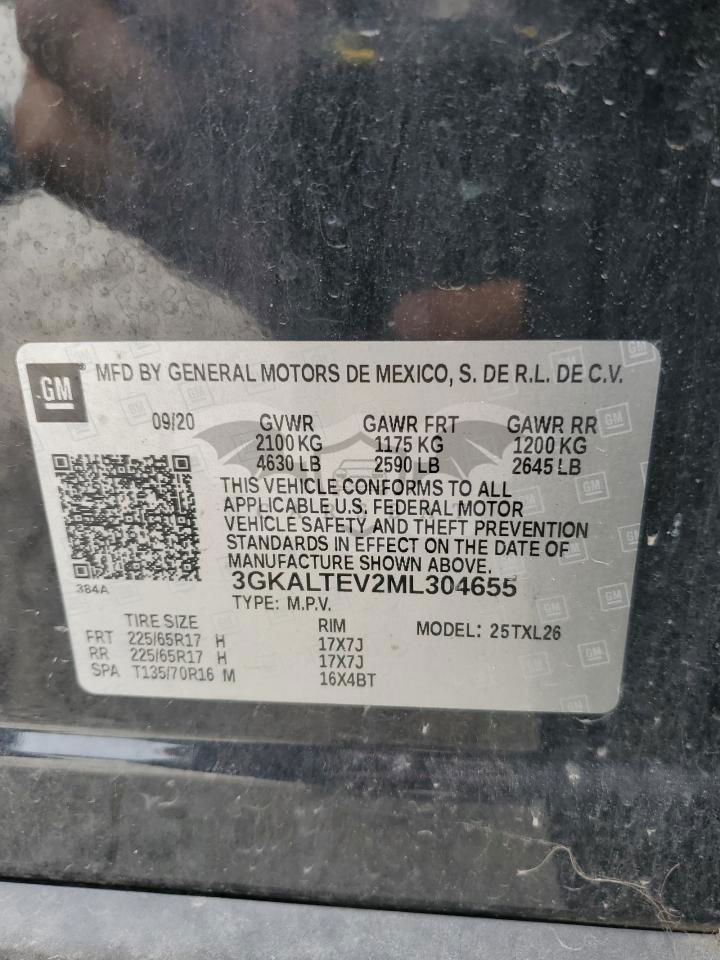 GM
MFD BY GENERAL MOTORS DE MEXICO, S. DE R.L. DE C.V.
09/20 GVWR GAWR FRT GAWR RR
2100 KG 1175 KG 1200 KG
4630 LB 2590 LB 2645 LB
THIS VEHICLE CONFORMS TO ALL
APPLICABLE U.S. FEDERAL MOTOR
VEHICLE SAFETY AND THEFT PREVENTION
STANDARDS IN EFFECT ON THE DATE OF
MANUFACTURE SHOWN ABOVE.
384A
3GKALTEV2ML304655
TYPE: M.P.V.
TIRE SIZE RIM MODEL: 25TXL26
FRT 225/65R17 H 17X7J
RR 225/65R17 H 17X7J
SPA T135/70R16 M 16X4BT